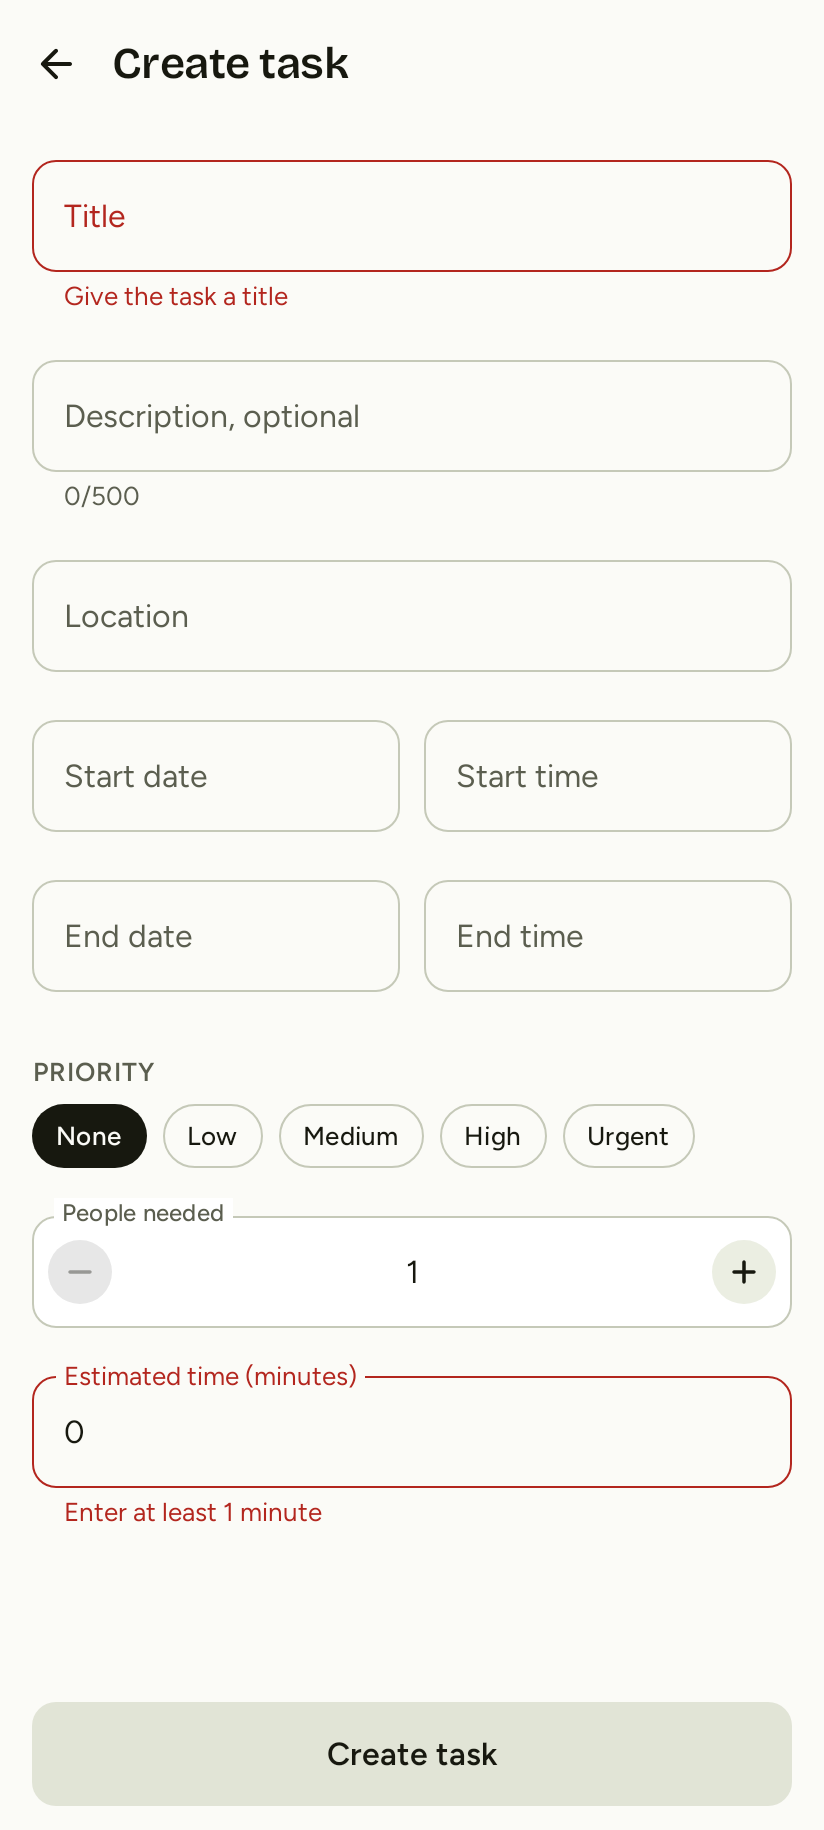 Create task
Title
Give the task a title
Description, optional
0/500
Location
Start date Start time
End date End time
PRIORITY
None Low Medium High Urgent
People needed
1
Estimated time (minutes)
0
Enter at least 1 minute
Create task